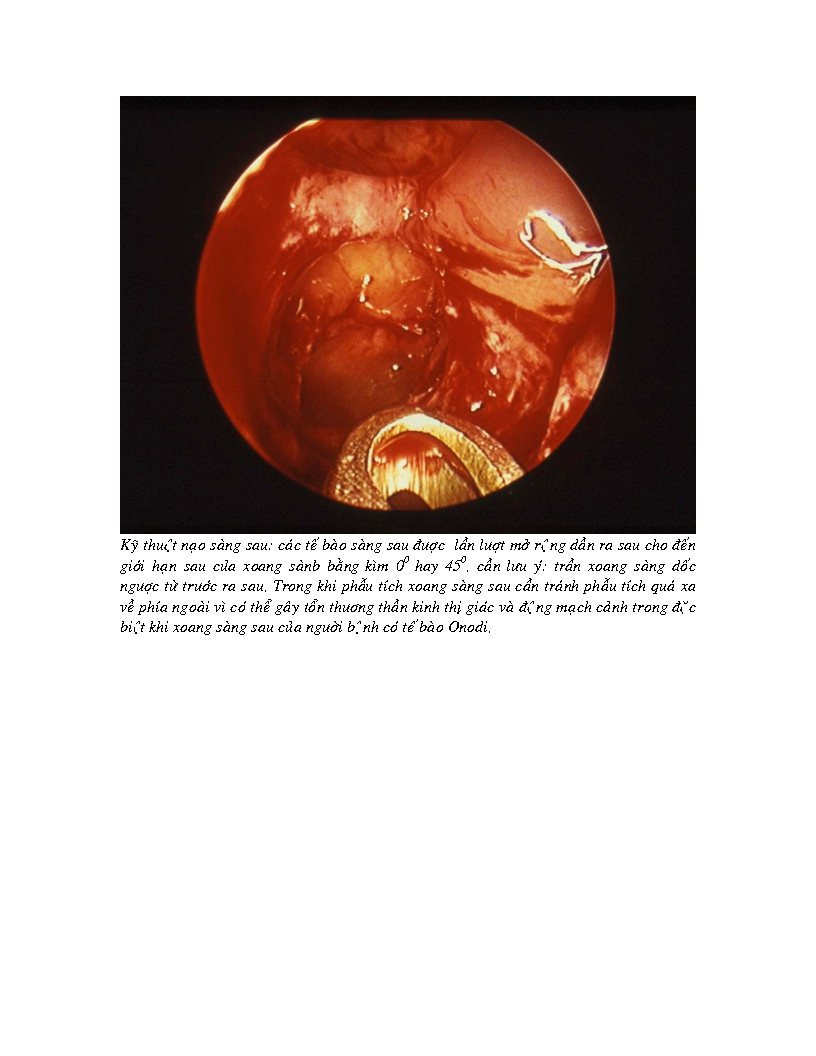 Kỹ thuật nạo sàng sau: các tế bào sàng sau được lần lượt mở rộng dần ra sau cho đến
giới hạn sau của xoang sànb bằng kìm 0⁰ hay 45⁰. cần lưu ý: trần xoang sàng dốc
ngược từ trước ra sau. Trong khi phẫu tích xoang sàng sau cần tránh phẫu tích quá xa
về phía ngoài vì có thể gây tổn thương thần kinh thị giác và động mạch cảnh trong đặc
biệt khi xoang sàng sau của người bệnh có tế bào Onodi.